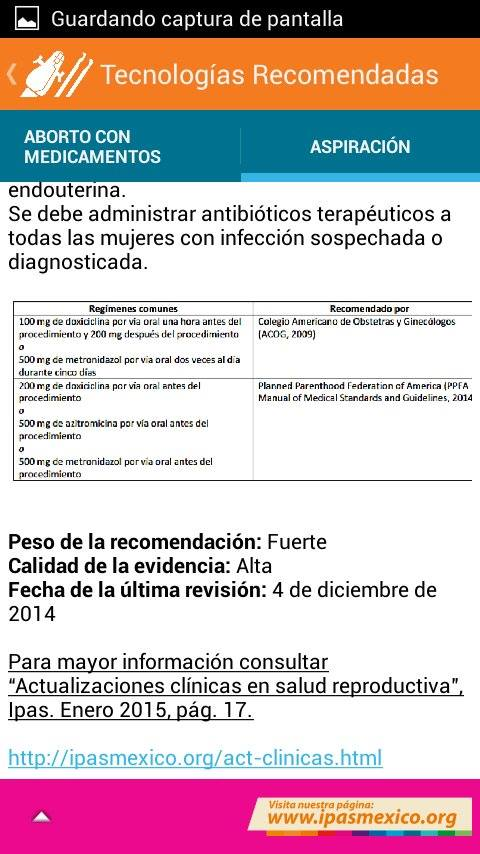 Guardando captura de pantalla
Tecnologías Recomendadas
ABORTO CON
MEDICAMENTOS
ASPIRACIÓN
endouterina.
Se debe administrar antibióticos terapéuticos a
todas las mujeres con infección sospechada o
diagnosticada.
Regímenes comunes
Recomendado por
100 mg de doxiciclina por vía oral una hora antes del
procedimiento y 200 mg después del procedimiento
o
500 mg de metronidazol por vía oral dos veces al día
durante cinco días
Colegio Americano de Obstetras y Ginecólogos
(ACOG, 2009)
200 mg de doxiciclina por vía oral antes del
procedimiento
o
500 mg de azitromicina por vía oral antes del
procedimiento
o
500 mg de metronidazol por vía oral antes del
procedimiento
Planned Parenthood Federation of America (PPFA
Manual of Medical Standards and Guidelines, 2014
Peso de la recomendación: Fuerte
Calidad de la evidencia: Alta
Fecha de la última revisión: 4 de diciembre de
2014
Para mayor información consultar
“Actualizaciones clínicas en salud reproductiva”,
Ipas. Enero 2015, pág. 17.
http://ipasmexico.org/act-clinicas.html
Visita nuestra página:
www.ipasmexico.org